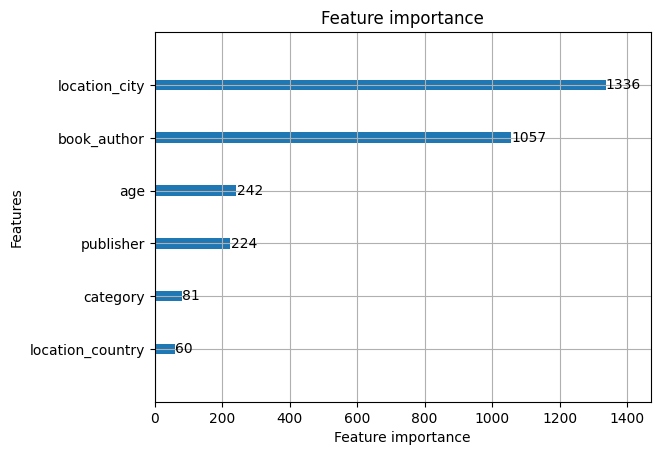 Feature importance
Features
location_city 1336
book_author 1057
age 242
publisher 224
category 81
location_country 60
0 200 400 600 800 1000 1200 1400
Feature importance